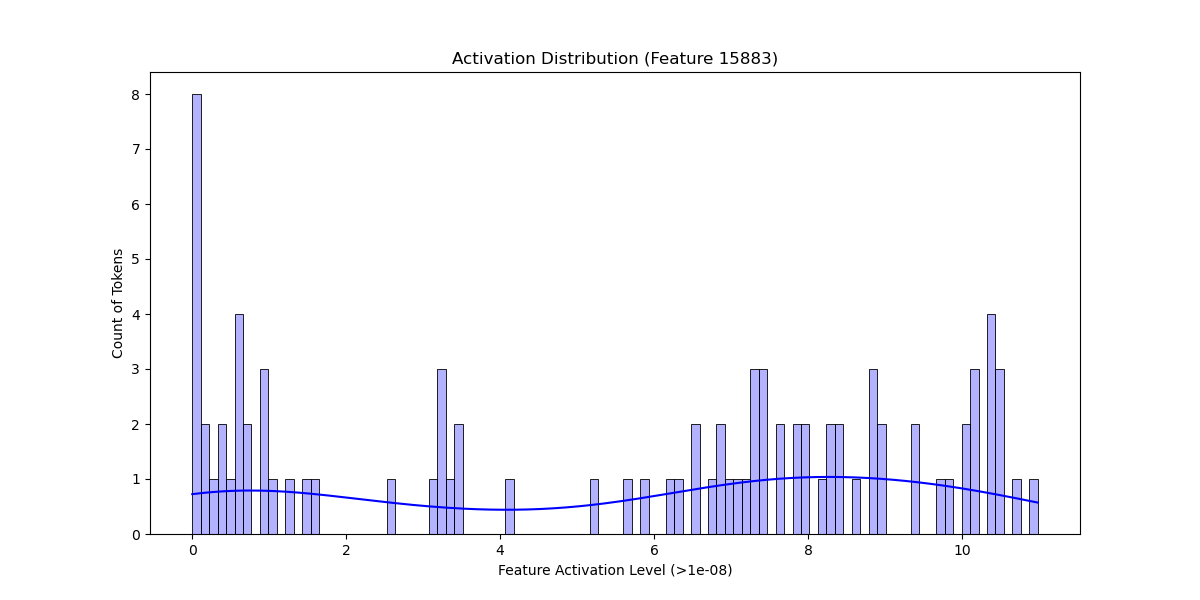 Activation Distribution (Feature 15883)
8
7
6
5
4
3
2
1
0
Count of Tokens
0 2 4 6 8 10
Feature Activation Level (>1e-08)